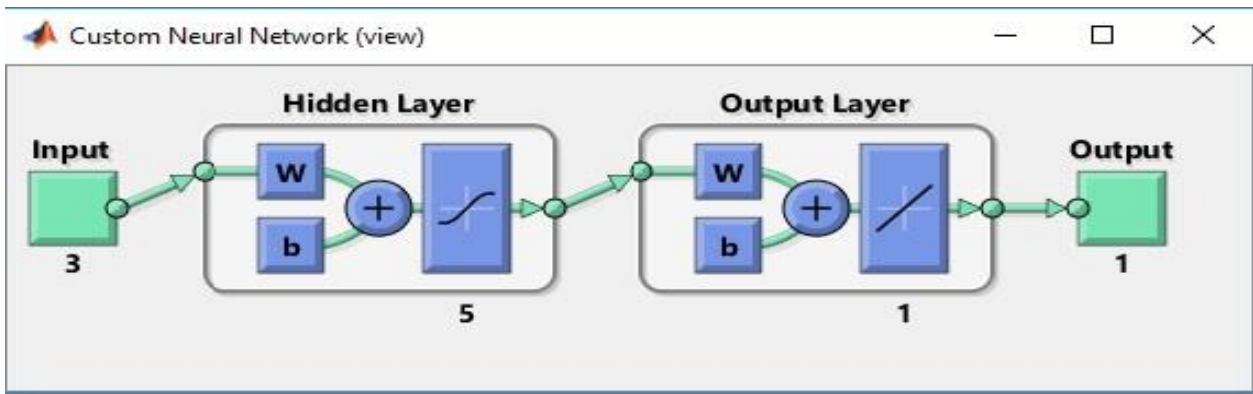 Custom Neural Network (view)
Hidden Layer
Output Layer
Input
Output
W
b
+
W
b
+
3
5
1
1